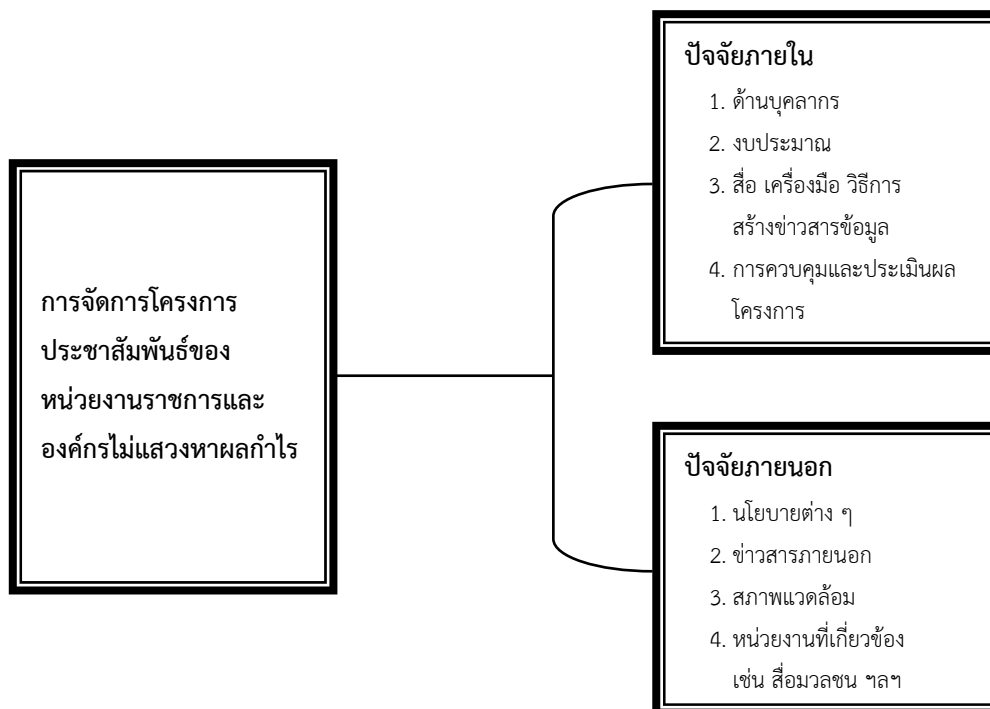 การจัดการโครงการ
ประชาสัมพันธ์ของ
หน่วยงานราชการและ
องค์กรไม่แสวงหาผลกำไร
ปัจจัยภายใน
1. ด้านบุคลากร
2. งบประมาณ
3. สื่อ เครื่องมือ วิธีการ
สร้างข่าวสารข้อมูล
4. การควบคุมและประเมินผล
โครงการ
ปัจจัยภายนอก
1. นโยบายต่าง ๆ
2. ข่าวสารภายนอก
3. สภาพแวดล้อม
4. หน่วยงานที่เกี่ยวข้อง
เช่น สื่อมวลชน ฯลฯ